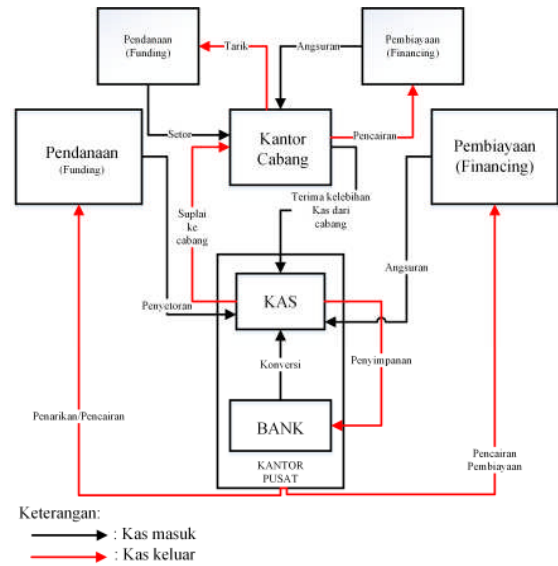 Pendanaan
(Funding)
Tarik
Angsuran
Pembiayaan
(Financing)
Setor
Kantor
Cabang
Pencairan
Pendanaan
(Funding)
Pembiayaan
(Financing)
Suplai
ke
cabang
Terima kelebihan
Kas dari
cabang
Angsuran
KAS
Penyetoran
Konversi
Penyimpanan
BANK
Penarikan/Pencairan
KANTOR
PUSAT
Pencairan
Pembiayaan
Keterangan:
: Kas masuk
: Kas keluar